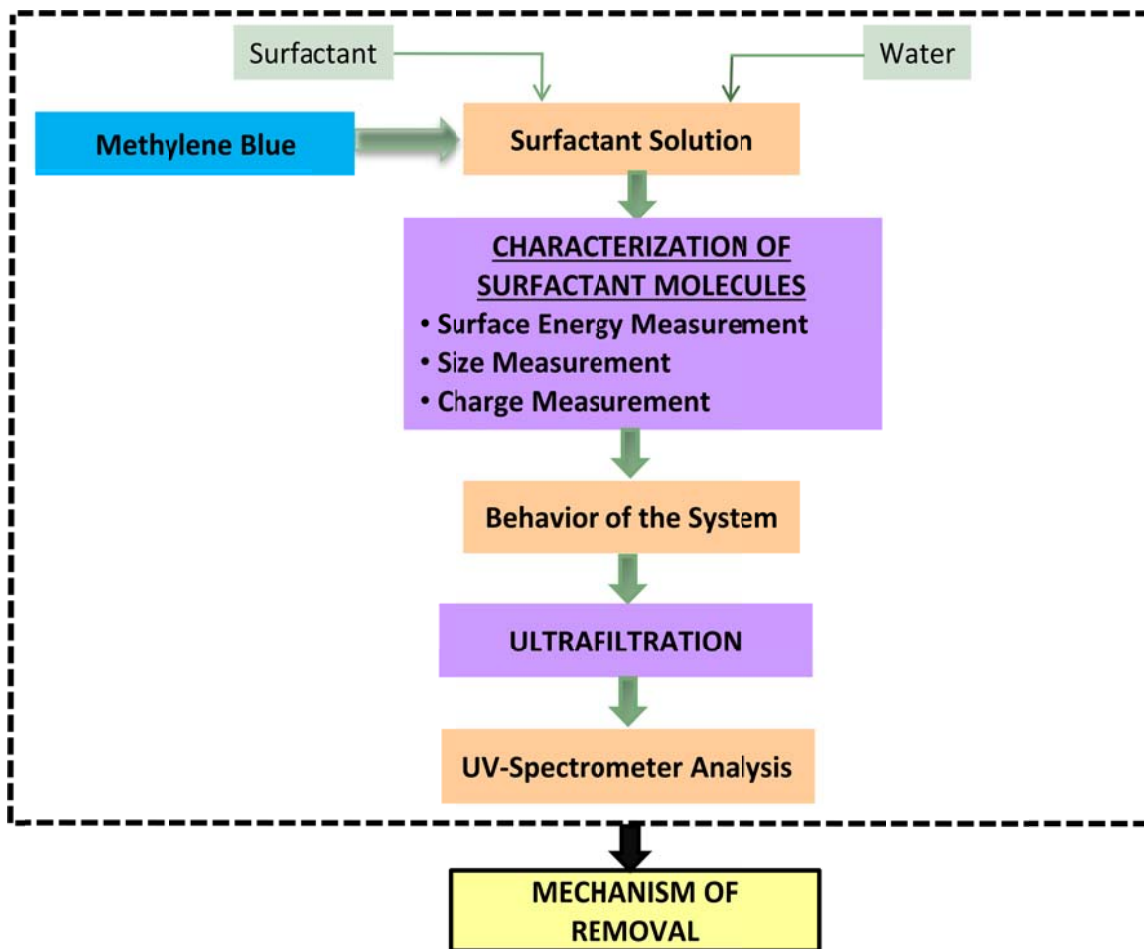 Surfactant
Water
Methylene Blue
Surfactant Solution
CHARACTERIZATION OF
SURFACTANT MOLECULES
• Surface Energy Measurement
• Size Measurement
• Charge Measurement
Behavior of the System
ULTRAFILTRATION
UV-Spectrometer Analysis
MECHANISM OF
REMOVAL